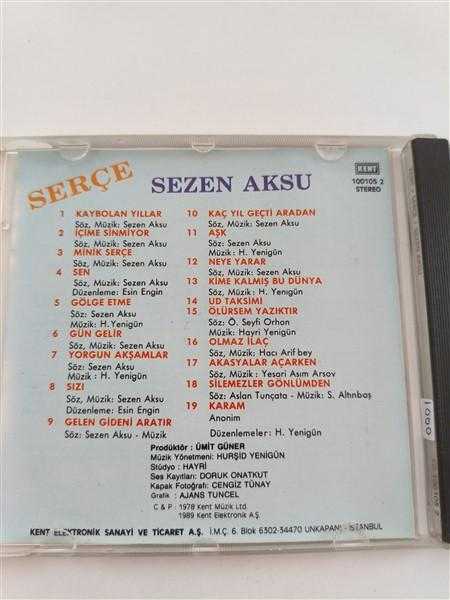 SERÇE
SEZEN AKSU
KENT
100105 2
STEREO
1 KAYBOLAN YILLAR
Söz, Müzik: Sezen Aksu
2 İÇİME SİNMİYOR
Söz, Müzik: Sezen Aksu
3 MİNİK SERÇE
Söz, Müzik: Sezen Aksu
4 SEN
Söz, Müzik: Sezen Aksu
Düzenleme: Esin Engin
5 GÖLGE ETME
Söz: Sezen Aksu
Müzik: H. Yenigün
6 GÜN GELİR
Söz, Müzik: Sezen Aksu
7 YORGUN AKŞAMLAR
Söz: Sezen Aksu
Müzik: H. Yenigün
8 SIZI
Söz, Müzik: Sezen Aksu
Düzenleme: Esin Engin
9 GELEN GİDENİ ARATIR
Söz: Sezen Aksu - Müzik
10 KAÇ YIL GEÇTİ ARADAN
Söz, Müzik: Sezen Aksu
11 AŞK
Söz: Sezen Aksu
Müzik: H. Yenigün
12 NEYE YARAR
Söz, Müzik: Sezen Aksu
13 KİME KALMIŞ BU DÜNYA
Söz, Müzik: H. Yenigün
14 UD TAKSİMİ
15 ÖLÜRSEM YAZIKTIR
Söz: Ö. Seyfi Orhon
Müzik: Hayri Yenigün
16 OLMAZ İLAÇ
Söz, Müzik: Hacı Arif bey
17 AKASYALAR AÇARKEN
Söz, Müzik: Yesari Asım Arsoy
18 SİLEMEZLER GÖNLÜMDEN
Söz: Aslan Tunçata - Müzik: S. Altınbaş
19 KARAM
Anonim
Düzenlemeler: H. Yenigün
Prodüktör: ÜMİT GÜNER
Müzik Yönetmeni: HURŞİD YENİGÜN
Stüdyo: HAYRİ
Ses Kayıtları: DORUK ONATKUT
Kapak Fotoğrafı: CENGİZ TÜNAY
Grafik: AJANS TUNCEL
C & P : 1978 Kent Müzik Ltd.
1989 Kent Elektronik A.Ş.
KENT ELEKTRONİK SANAYİ VE TİCARET A.Ş. İ.M.Ç. 6. Blok 6302-34470 UNKAPANI - İSTANBUL